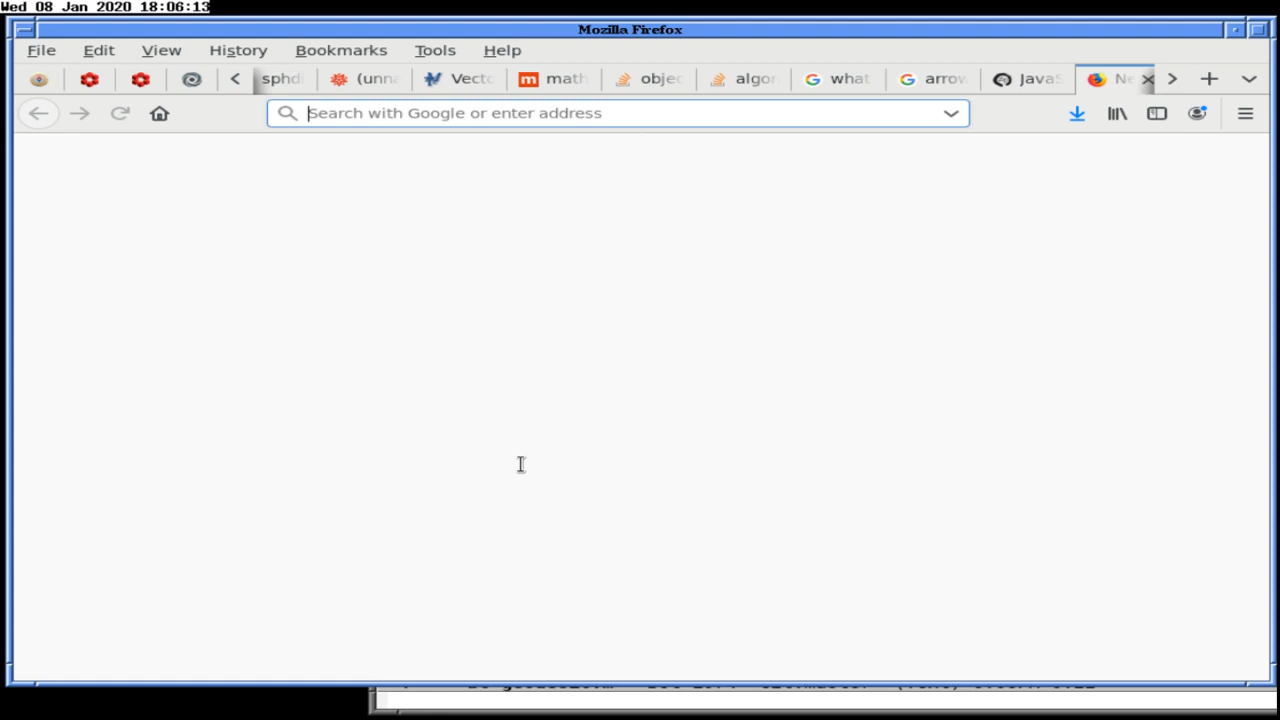 Wed 08 Jan 2020 18:06:13
Mozilla Firefox
File Edit View History Bookmarks Tools Help
sphd (unna Vecto math objec algor what arrow JavaS Ne
Search with Google or enter address